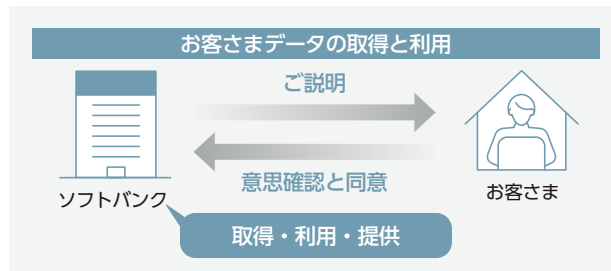 お客さまデータの取得と利用
ご説明
意思確認と同意
ソフトバンク
お客さま
取得・利用・提供